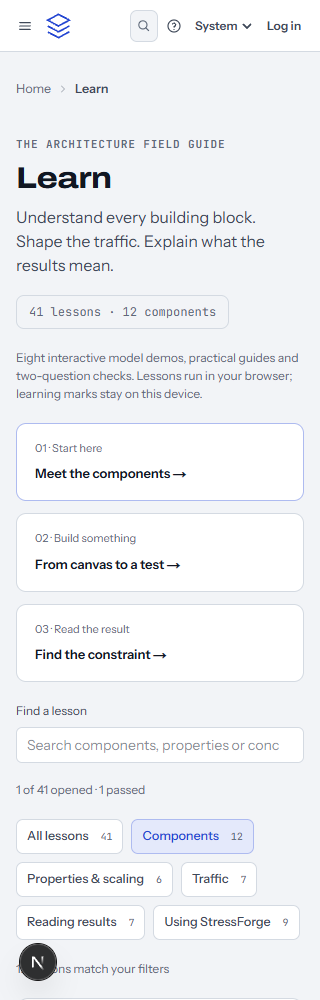 System Log in
Home > Learn
THE ARCHITECTURE FIELD GUIDE
Learn
Understand every building block.
Shape the traffic. Explain what the
results mean.
41 lessons · 12 components
Eight interactive model demos, practical guides and
two-question checks. Lessons run in your browser;
learning marks stay on this device.
01 · Start here
Meet the components →
02 · Build something
From canvas to a test →
03 · Read the result
Find the constraint →
Find a lesson
Search components, properties or conc
1 of 41 opened · 1 passed
All lessons 41 Components 12
Properties & scaling 6 Traffic 7
Reading results 7 Using StressForge 9
N
match your filters